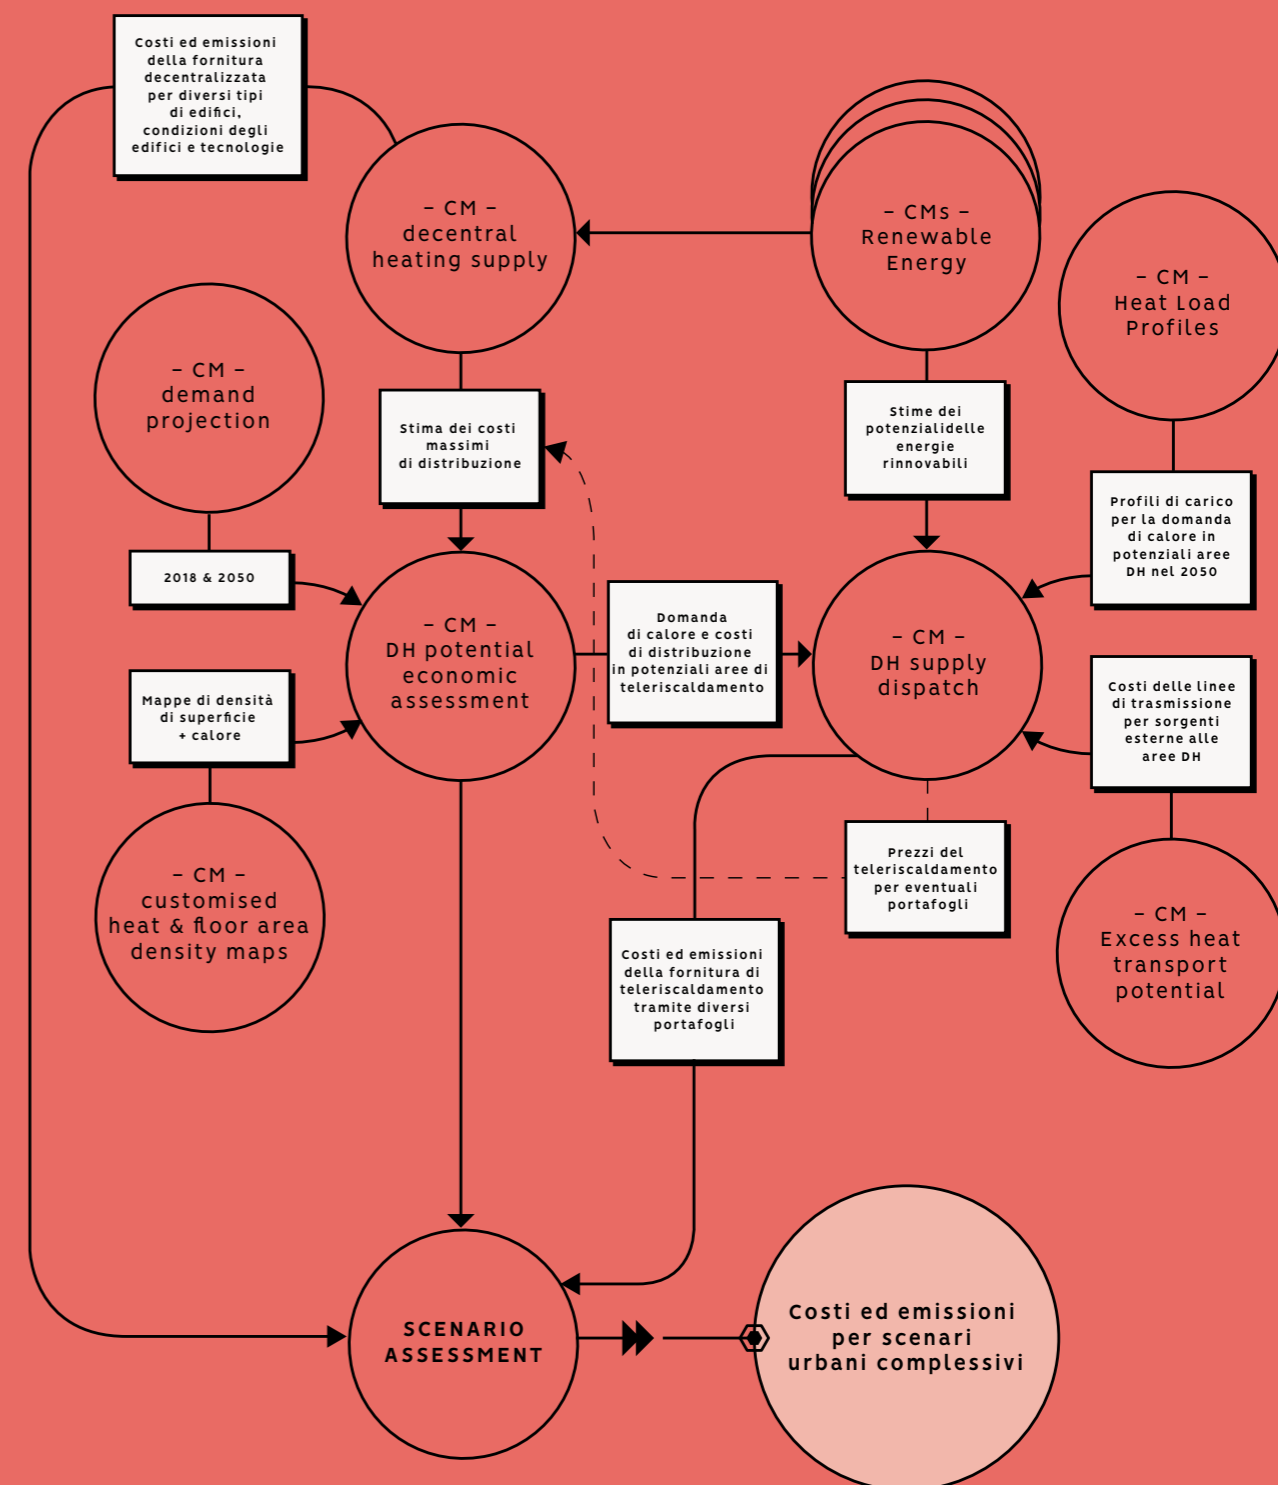 Costi ed emissioni
della fornitura
decentralizzata
per diversi tipi
di edifici,
condizioni degli
edifici e tecnologie
– CM –
decentral
heating supply
– CMs –
Renewable
Energy
– CM –
Heat Load
Profiles
– CM –
demand
projection
Stima dei costi
massimi
di distribuzione
Stime dei
potenzialidelle
energie
rinnovabili
Profili di carico
per la domanda
di calore in
potenziali aree
DH nel 2050
2018 & 2050
– CM –
DH potential
economic
assessment
Domanda
di calore e costi
di distribuzione
in potenziali aree di
teleriscaldamento
– CM –
DH supply
dispatch
Mappe di densità
di superficie
+ calore
Costi delle linee
di trasmissione
per sorgenti
esterne alle
aree DH
– CM –
customised
heat & floor area
density maps
Prezzi del
teleriscaldamento
per eventuali
portafogli
Costi ed emissioni
della fornitura di
teleriscaldamento
tramite diversi
portafogli
– CM –
Excess heat
transport
potential
SCENARIO
ASSESSMENT
Costi ed emissioni
per scenari
urbani complessivi